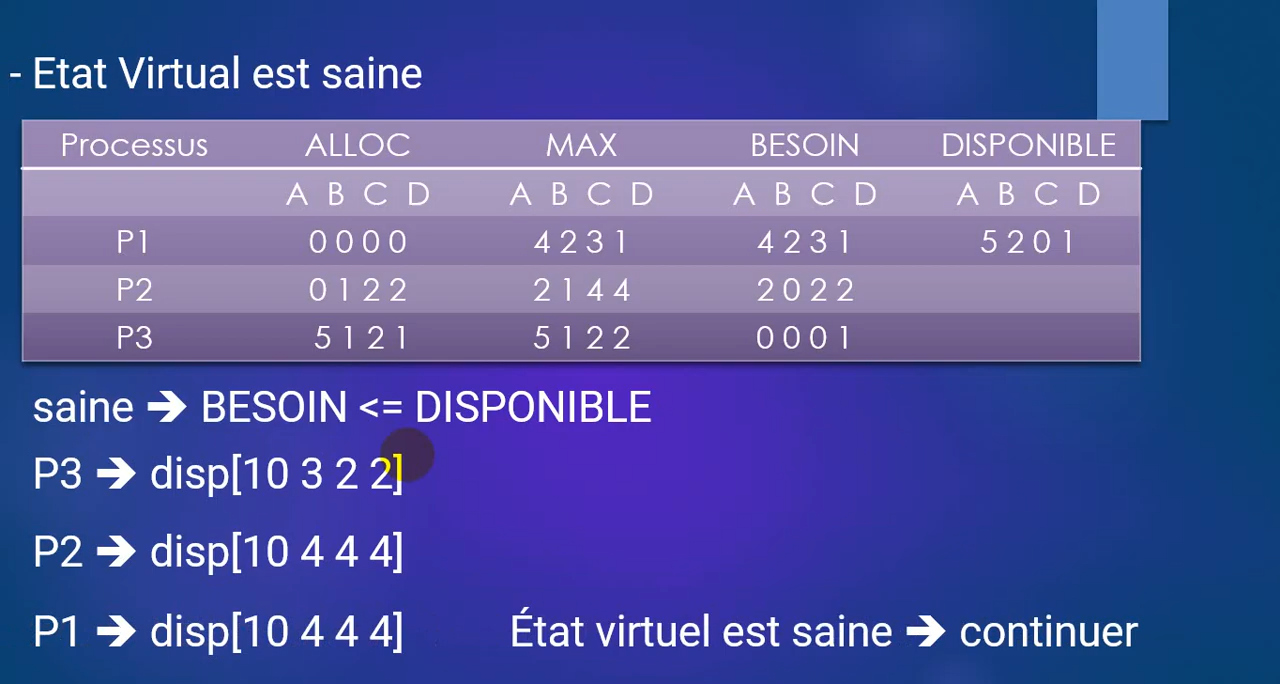 - Etat Virtual est saine
Processus ALLOC MAX BESOIN DISPONIBLE
A B C D A B C D A B C D A B C D
P1 0 0 0 0 4 2 3 1 4 2 3 1 5 2 0 1
P2 0 1 2 2 2 1 4 4 2 0 2 2
P3 5 1 2 1 5 1 2 2 0 0 0 1
saine ➔ BESOIN <= DISPONIBLE
P3 ➔ disp[10 3 2 2]
P2 ➔ disp[10 4 4 4]
P1 ➔ disp[10 4 4 4] État virtuel est saine ➔ continuer